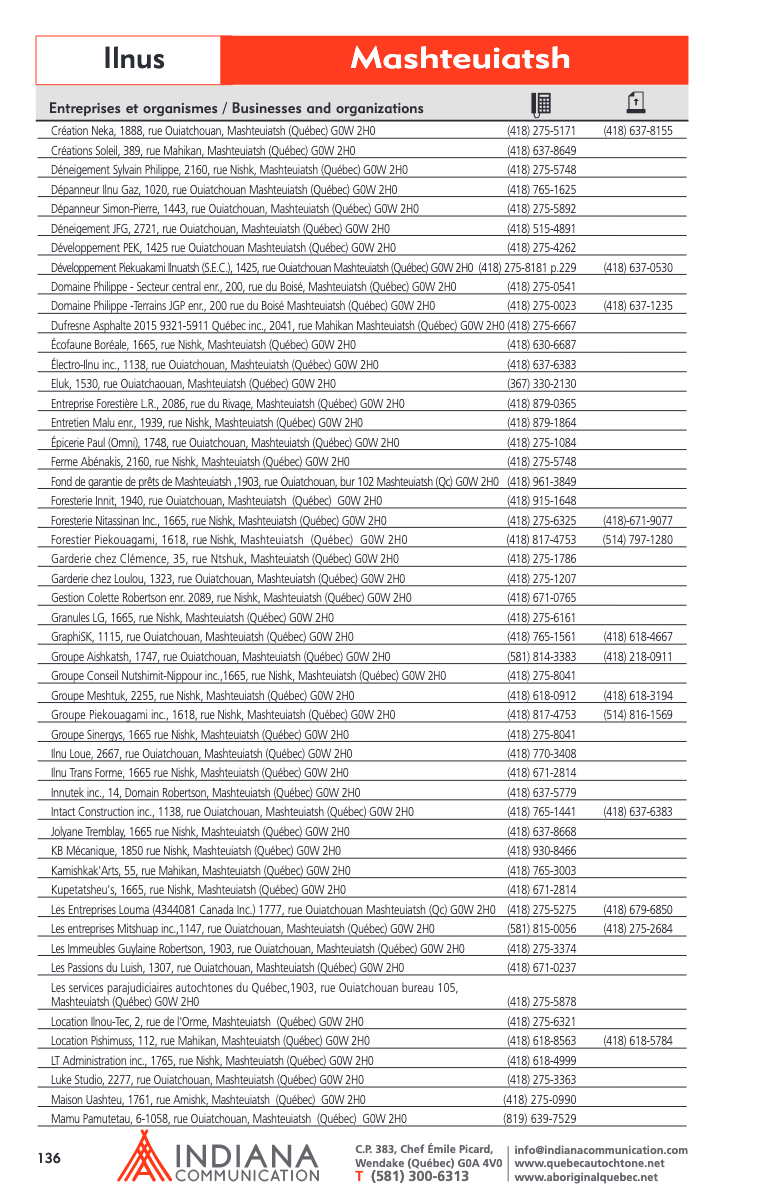 Ilnus
Mashteuiatsh
Entreprises et organismes / Businesses and organizations
Création Neka, 1888, rue Ouiatchouan, Mashteuiatsh (Québec) G0W 2H0 (418) 275-5171 (418) 637-8155
Créations Soleil, 389, rue Mahikan, Mashteuiatsh (Québec) G0W 2H0 (418) 637-8649
Déneigement Sylvain Philippe, 2160, rue Nishk, Mashteuiatsh (Québec) G0W 2H0 (418) 275-5748
Dépanneur Ilnu Gaz, 1020, rue Ouiatchouan Mashteuiatsh (Québec) G0W 2H0 (418) 765-1625
Dépanneur Simon-Pierre, 1443, rue Ouiatchouan, Mashteuiatsh (Québec) G0W 2H0 (418) 275-5892
Déneigement JFG, 2721, rue Ouiatchouan, Mashteuiatsh (Québec) G0W 2H0 (418) 515-4891
Développement PEK, 1425 rue Ouiatchouan Mashteuiatsh (Québec) G0W 2H0 (418) 275-4262
Développement Piekuakami Ilnuatsh (S.E.C.), 1425, rue Ouiatchouan Mashteuiatsh (Québec) G0W 2H0 (418) 275-8181 p.229 (418) 637-0530
Domaine Philippe - Secteur central enr., 200, rue du Boisé, Mashteuiatsh (Québec) G0W 2H0 (418) 275-0541
Domaine Philippe -Terrains JGP enr., 200 rue du Boisé Mashteuiatsh (Québec) G0W 2H0 (418) 275-0023 (418) 637-1235
Dufresne Asphalte 2015 9321-5911 Québec inc., 2041, rue Mahikan Mashteuiatsh (Québec) G0W 2H0 (418) 275-6667
Écofaune Boréale, 1665, rue Nishk, Mashteuiatsh (Québec) G0W 2H0 (418) 630-6687
Électro-Ilnu inc., 1138, rue Ouiatchouan, Mashteuiatsh (Québec) G0W 2H0 (418) 637-6383
Eluk, 1530, rue Ouiatchaouan, Mashteuiatsh (Québec) G0W 2H0 (367) 330-2130
Entreprise Forestière L.R., 2086, rue du Rivage, Mashteuiatsh (Québec) G0W 2H0 (418) 879-0365
Entretien Malu enr., 1939, rue Nishk, Mashteuiatsh (Québec) G0W 2H0 (418) 879-1864
Épicerie Paul (Omni), 1748, rue Ouiatchouan, Mashteuiatsh (Québec) G0W 2H0 (418) 275-1084
Ferme Abénakis, 2160, rue Nishk, Mashteuiatsh (Québec) G0W 2H0 (418) 275-5748
Fond de garantie de prêts de Mashteuiatsh ,1903, rue Ouiatchouan, bur 102 Mashteuiatsh (Qc) G0W 2H0 (418) 961-3849
Foresterie Innit, 1940, rue Ouiatchouan, Mashteuiatsh (Québec) G0W 2H0 (418) 915-1648
Foresterie Nitassinan Inc., 1665, rue Nishk, Mashteuiatsh (Québec) G0W 2H0 (418) 275-6325 (418)-671-9077
Forestier Piekouagami, 1618, rue Nishk, Mashteuiatsh (Québec) G0W 2H0 (418) 817-4753 (514) 797-1280
Garderie chez Clémence, 35, rue Ntshuk, Mashteuiatsh (Québec) G0W 2H0 (418) 275-1786
Garderie chez Loulou, 1323, rue Ouiatchouan, Mashteuiatsh (Québec) G0W 2H0 (418) 275-1207
Gestion Colette Robertson enr. 2089, rue Nishk, Mashteuiatsh (Québec) G0W 2H0 (418) 671-0765
Granules LG, 1665, rue Nishk, Mashteuiatsh (Québec) G0W 2H0 (418) 275-6161
GraphiSK, 1115, rue Ouiatchouan, Mashteuiatsh (Québec) G0W 2H0 (418) 765-1561 (418) 618-4667
Groupe Aishkatsh, 1747, rue Ouiatchouan, Mashteuiatsh (Québec) G0W 2H0 (581) 814-3383 (418) 218-0911
Groupe Conseil Nutshimit-Nippour inc.,1665, rue Nishk, Mashteuiatsh (Québec) G0W 2H0 (418) 275-8041
Groupe Meshtuk, 2255, rue Nishk, Mashteuiatsh (Québec) G0W 2H0 (418) 618-0912 (418) 618-3194
Groupe Piekouagami inc., 1618, rue Nishk, Mashteuiatsh (Québec) G0W 2H0 (418) 817-4753 (514) 816-1569
Groupe Sinergys, 1665 rue Nishk, Mashteuiatsh (Québec) G0W 2H0 (418) 275-8041
Ilnu Loue, 2667, rue Ouiatchouan, Mashteuiatsh (Québec) G0W 2H0 (418) 770-3408
Ilnu Trans Forme, 1665 rue Nishk, Mashteuiatsh (Québec) G0W 2H0 (418) 671-2814
Innutek inc., 14, Domain Robertson, Mashteuiatsh (Québec) G0W 2H0 (418) 637-5779
Intact Construction inc., 1138, rue Ouiatchouan, Mashteuiatsh (Québec) G0W 2H0 (418) 765-1441 (418) 637-6383
Jolyane Tremblay, 1665 rue Nishk, Mashteuiatsh (Québec) G0W 2H0 (418) 637-8668
KB Mécanique, 1850 rue Nishk, Mashteuiatsh (Québec) G0W 2H0 (418) 930-8466
Kamishkak'Arts, 55, rue Mahikan, Mashteuiatsh (Québec) G0W 2H0 (418) 765-3003
Kupetatsheu's, 1665, rue Nishk, Mashteuiatsh (Québec) G0W 2H0 (418) 671-2814
Les Entreprises Lourna (4344081 Canada Inc.) 1777, rue Ouiatchouan Mashteuiatsh (Qc) G0W 2H0 (418) 275-5275 (418) 679-6850
Les entreprises Mitshuap inc.,1147, rue Ouiatchouan, Mashteuiatsh (Québec) G0W 2H0 (581) 815-0056 (418) 275-2684
Les Immeubles Guylaine Robertson, 1903, rue Ouiatchouan, Mashteuiatsh (Québec) G0W 2H0 (418) 275-3374
Les Passions du Luish, 1307, rue Ouiatchouan, Mashteuiatsh (Québec) G0W 2H0 (418) 671-0237
Les services parajudiciaires autochtones du Québec,1903, rue Ouiatchouan bureau 105,
Mashteuiatsh (Québec) G0W 2H0 (418) 275-5878
Location Ilnou-Tec, 2, rue de l'Orme, Mashteuiatsh (Québec) G0W 2H0 (418) 275-6321
Location Pishimuss, 112, rue Mahikan, Mashteuiatsh (Québec) G0W 2H0 (418) 618-8563 (418) 618-5784
LT Administration inc., 1765, rue Nishk, Mashteuiatsh (Québec) G0W 2H0 (418) 618-4999
Luke Studio, 2277, rue Ouiatchouan, Mashteuiatsh (Québec) G0W 2H0 (418) 275-3363
Maison Uashteu, 1761, rue Amishk, Mashteuiatsh (Québec) G0W 2H0 (418) 275-0990
Mamu Pamutetau, 6-1058, rue Ouiatchouan, Mashteuiatsh (Québec) G0W 2H0 (819) 639-7529
136
INDIANA
COMMUNICATION
C.P. 383, Chef Émile Picard,
Wendake (Québec) G0A 4V0
T (581) 300-6313
info@indianacommunication.com
www.quebecautochtone.net
www.aboriginalquebec.net